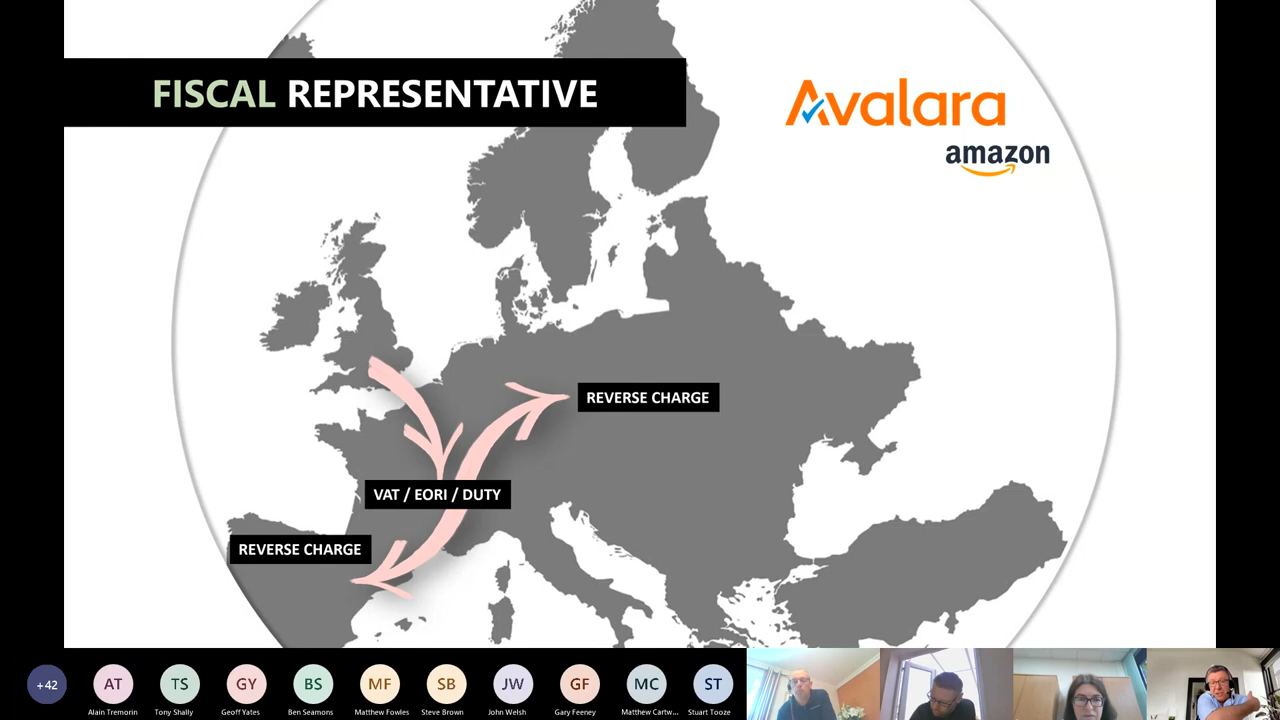 FISCAL REPRESENTATIVE
Avalara
amazon
REVERSE CHARGE
VAT / EORI / DUTY
REVERSE CHARGE
+42
AT
TS
GY
BS
MF
SB
JW
GF
MC
ST
Alain Tremorin
Tony Shally
Geoff Yates
Ben Seamons
Matthew Fowles
Steve Brown
John Welsh
Gary Feeney
Matthew Cartw...
Stuart Tooze